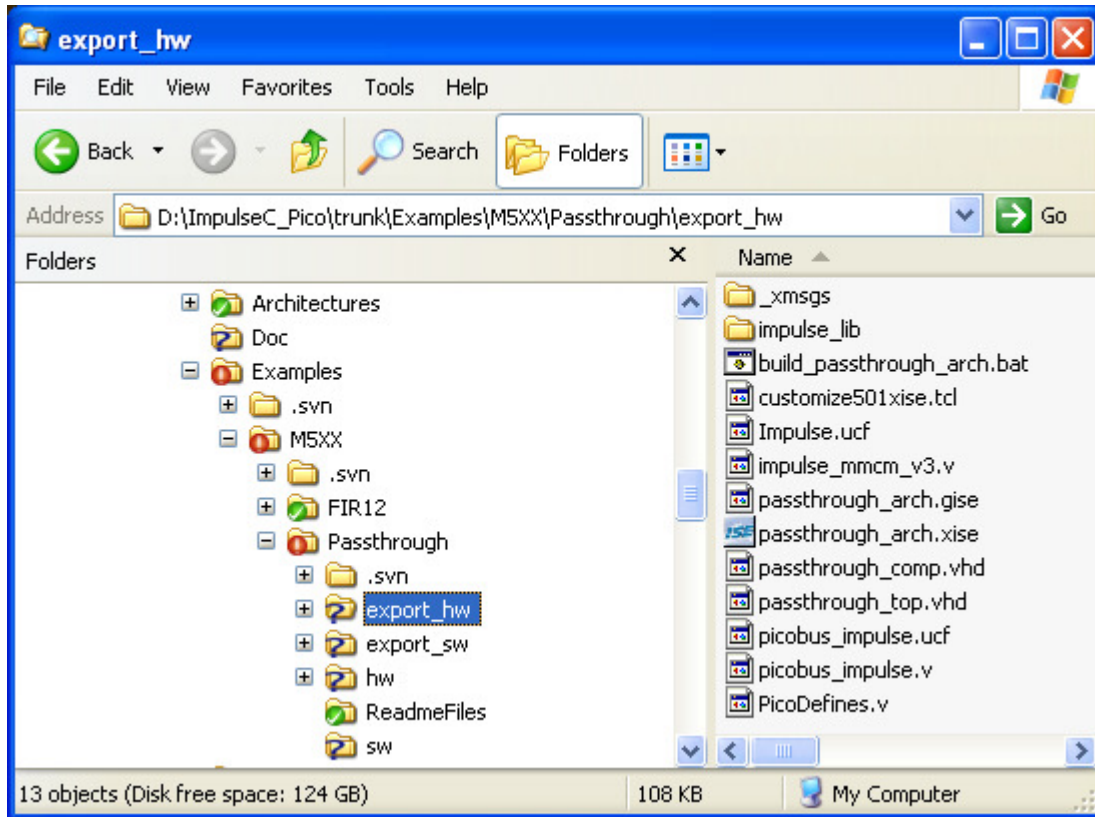 export_hw
File Edit View Favorites Tools Help
Back Search Folders
Address D:\ImpulseC_Pico\trunk\Examples\M5XX\Passthrough\export_hw Go
Folders
Architectures
Doc
Examples
.svn
M5XX
.svn
FIR12
Passthrough
.svn
export_hw
export_sw
hw
ReadmeFiles
sw
Name
_xmsgs
impulse_lib
build_passthrough_arch.bat
customize501xise.tcl
Impulse.ucf
impulse_mmcm_v3.v
passthrough_arch.gise
ISE passthrough_arch.xise
passthrough_comp.vhd
passthrough_top.vhd
picobus_impulse.ucf
picobus_impulse.v
PicoDefines.v
13 objects (Disk free space: 124 GB) 108 KB My Computer